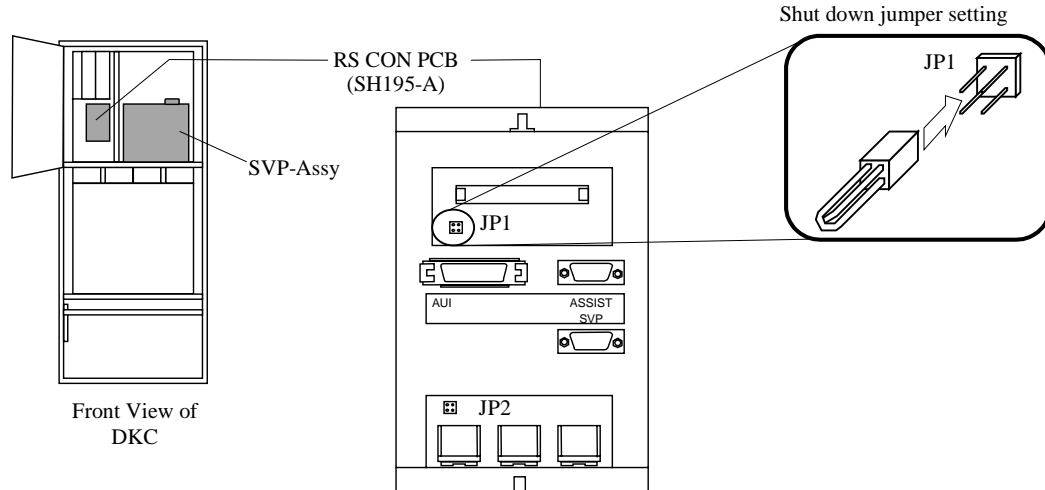 Shut down jumper setting
RS CON PCB
(SH195-A)
JP1
SVP-Assy
JP1
AUI
ASSIST
SVP
JP2
Front View of
DKC